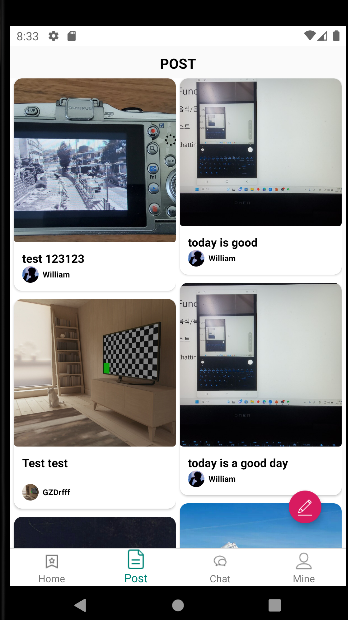 8:33
POST
test 123123
William
today is good
William
Test test
GZDrfff
today is a good day
William
Home
Post
Chat
Mine